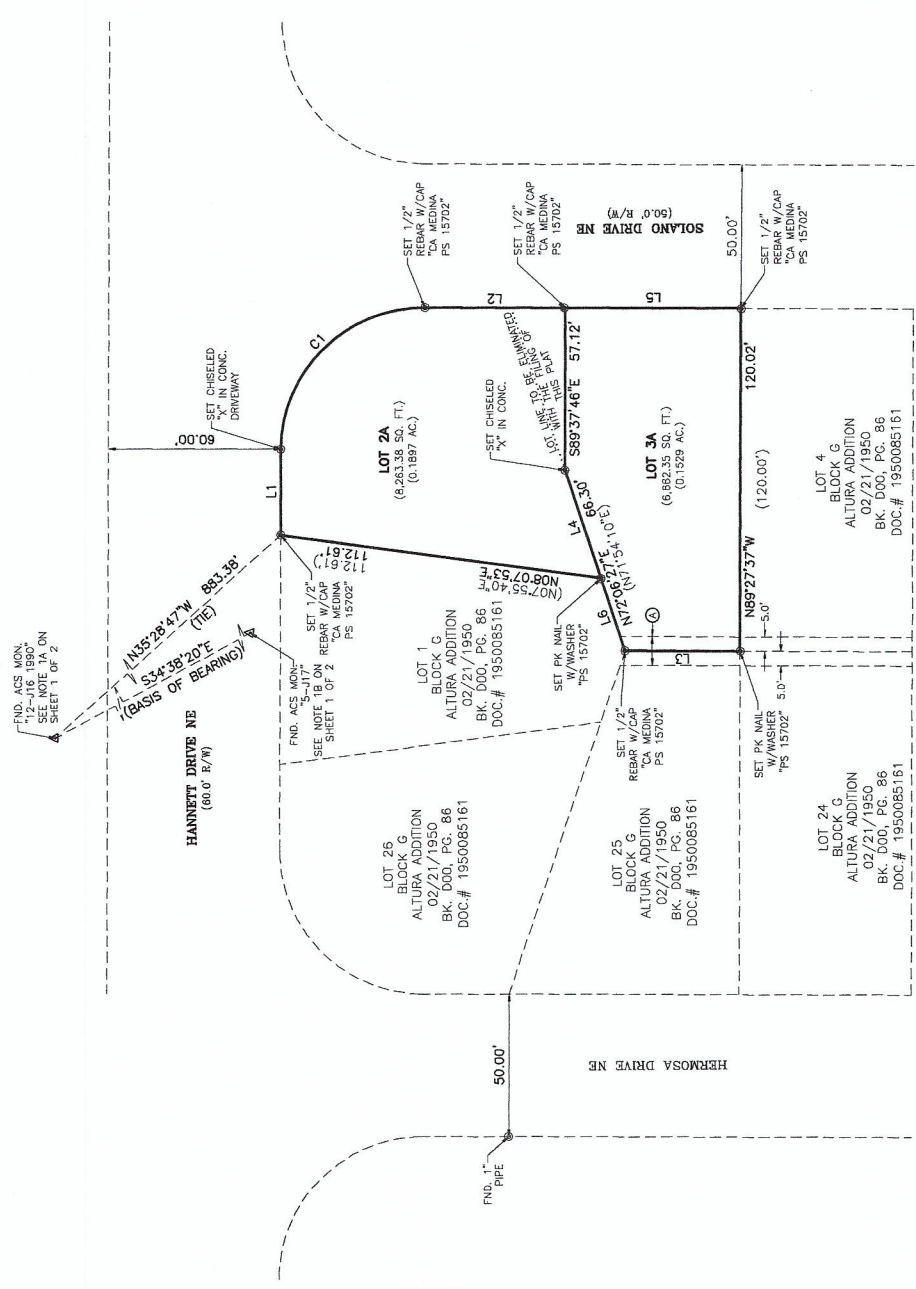 FND. ACS MON.
"12-J16 1990"
SEE NOTE 1A ON
SHEET 1 OF 2
N35°28'47"W 883.38'
(TIE)
S34°38'20"E
(BASIS OF BEARING)
HANNETT DRIVE NE
(60.0' R/W)
FND. ACS MON.
"5-J17"
SEE NOTE 1B ON
SHEET 1 OF 2
60.00'
SET CHISELED
"X" IN CONC.
DRIVEWAY
L1
C1
SET 1/2"
REBAR W/CAP
"CA MEDINA
PS 15702"
SET 1/2"
REBAR W/CAP
"CA MEDINA
PS 15702"
L2
LOT 2A
(8,263.38 SQ. FT.)
(0.1897 AC.)
(N07°55'40"E
112.61')
N08°07'53"E
112.61'
LOT 1
BLOCK G
ALTURA ADDITION
02/21/1950
BK. D00, PG. 86
DOC.# 1950085161
SET CHISELED
"X" IN CONC.
LOT LINE TO BE ELIMINATED
WITH THE FILING OF
THIS PLAT
SET 1/2"
REBAR W/CAP
"CA MEDINA
PS 15702"
SOLANO DRIVE NE
(50.0' R/W)
S89°37'46"E 57.12'
L4
66.30'
N72°06'27"E
(N71°54'10"E)
L6
L5
LOT 3A
(6,662.35 SQ. FT.)
(0.1529 AC.)
SET PK NAIL
W/WASHER
"PS 15702"
A
L3
SET 1/2"
REBAR W/CAP
"CA MEDINA
PS 15702"
50.00'
SET 1/2"
REBAR W/CAP
"CA MEDINA
PS 15702"
N89°27'37"W
120.02'
(120.00')
5.0'
5.0'
SET PK NAIL
W/WASHER
"PS 15702"
LOT 4
BLOCK G
ALTURA ADDITION
02/21/1950
BK. D00, PG. 86
DOC.# 1950085161
LOT 26
BLOCK G
ALTURA ADDITION
02/21/1950
BK. D00, PG. 86
DOC.# 1950085161
LOT 25
BLOCK G
ALTURA ADDITION
02/21/1950
BK. D00, PG. 86
DOC.# 1950085161
LOT 24
BLOCK G
ALTURA ADDITION
02/21/1950
BK. D00, PG. 86
DOC.# 1950085161
50.00'
HERMOSA DRIVE NE
FND. 1"
PIPE